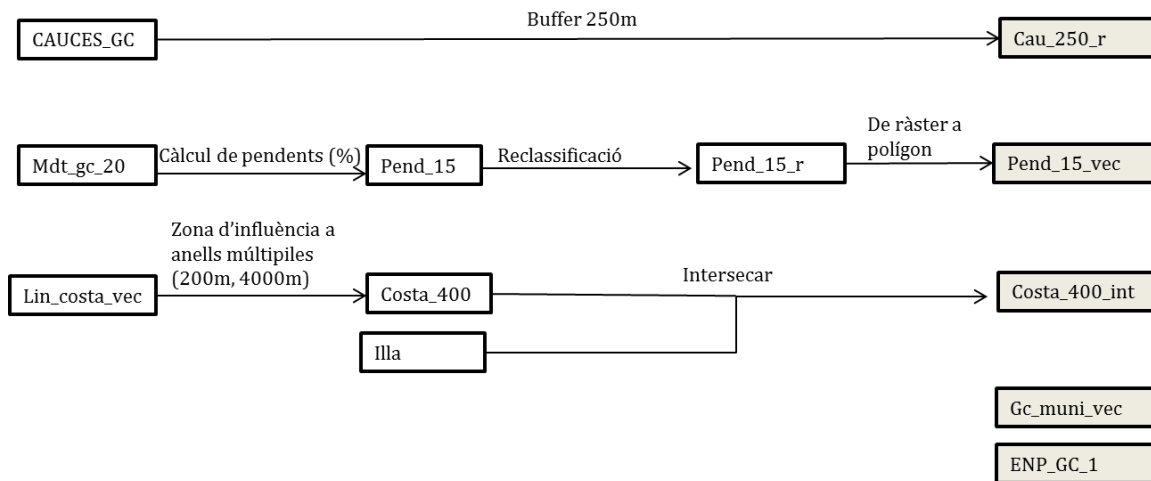 Buffer 250m
CAUCES_GC
Cau_250_r
De ràster a
polígon
Mdt_gc_20
Càlcul de pendents (%)
Pend_15
Reclassificació
Pend_15_r
Pend_15_vec
Zona d'influència a
anells múltipiles
(200m, 4000m)
Intersecar
Lin_costa_vec
Costa_400
Costa_400_int
Illa
Gc_muni_vec
ENP_GC_1